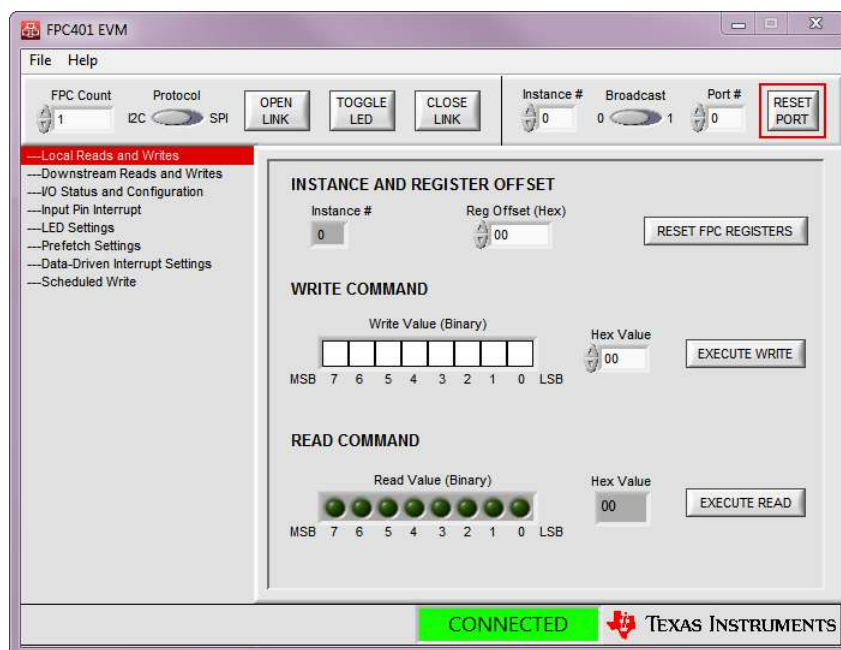 FPC401 EVM
File Help
FPC Count Protocol Instance # Broadcast Port #
1 I2C SPI OPEN LINK TOGGLE LED CLOSE LINK 0 0 1 0 RESET PORT
---Local Reads and Writes
---Downstream Reads and Writes
---I/O Status and Configuration
---Input Pin Interrupt
---LED Settings
---Prefetch Settings
---Data-Driven Interrupt Settings
---Scheduled Write
INSTANCE AND REGISTER OFFSET
Instance # Reg Offset (Hex)
0 00 RESET FPC REGISTERS
WRITE COMMAND
Write Value (Binary) Hex Value
00 EXECUTE WRITE
MSB 7 6 5 4 3 2 1 0 LSB
READ COMMAND
Read Value (Binary) Hex Value
00 EXECUTE READ
MSB 7 6 5 4 3 2 1 0 LSB
CONNECTED TEXAS INSTRUMENTS